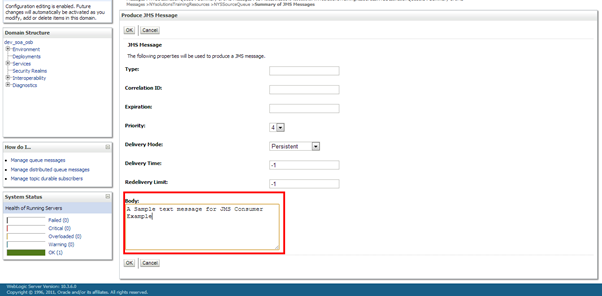 Configuration editing is enabled. Future
changes will automatically be activated as you
modify, add or delete items in this domain.
Domain Structure
dev_soa_osb
Environment
Deployments
Services
Security Realms
Interoperability
Diagnostics
How do I...
Manage queue messages
Manage distributed queue messages
Manage topic durable subscribers
System Status
Health of Running Servers
Failed (0)
Critical (0)
Overloaded (0)
Warning (0)
OK (1)
Messages >NYsolutionsTrainingResources >NYSSourceQueue >Summary of JMS Messages
Produce JMS Message
OK Cancel
JMS Message
The following properties will be used to produce a JMS message.
Type:
Correlation ID:
Expiration:
Priority: 4
Delivery Mode: Persistent
Delivery Time: -1
Redelivery Limit: -1
Body:
A Sample text message for JMS Consumer
Example
OK Cancel
WebLogic Server Version: 10.3.6.0
Copyright © 1996, 2011, Oracle and/or its affiliates. All rights reserved.